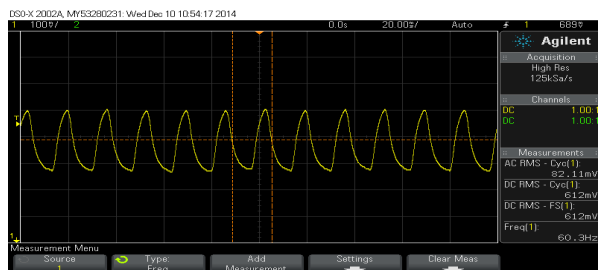 DSO-X 2002A, MY53280231: Wed Dec 10 10:54:17 2014
1 100▽/ 2 0.0s 20.00▽/ Auto 1 689▽
Agilent
Acquisition
High Res
125kSa/s
Channels
DC 1.00:1
DC 1.00:1
Measurements
AC RMS - Cyc(1):
82.11mV
DC RMS - Cyc(1):
612mV
DC RMS - FS(1):
612mV
Freq(1):
60.3Hz
Measurement Menu
Source
1
Type:
Freq
Add
Measurement
Settings
Clear Meas